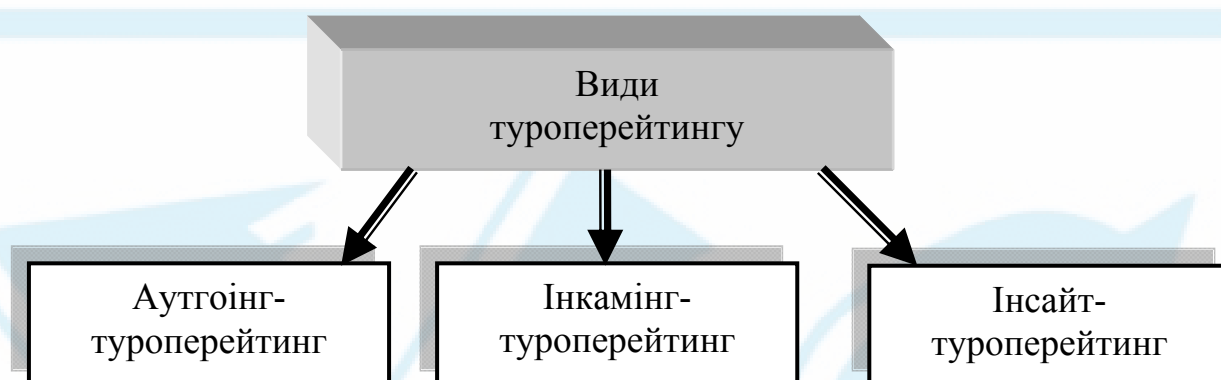 Види
туроперейтингу
Аутгоінг-
туроперейтинг
Інкамінг-
туроперейтинг
Інсайт-
туроперейтинг